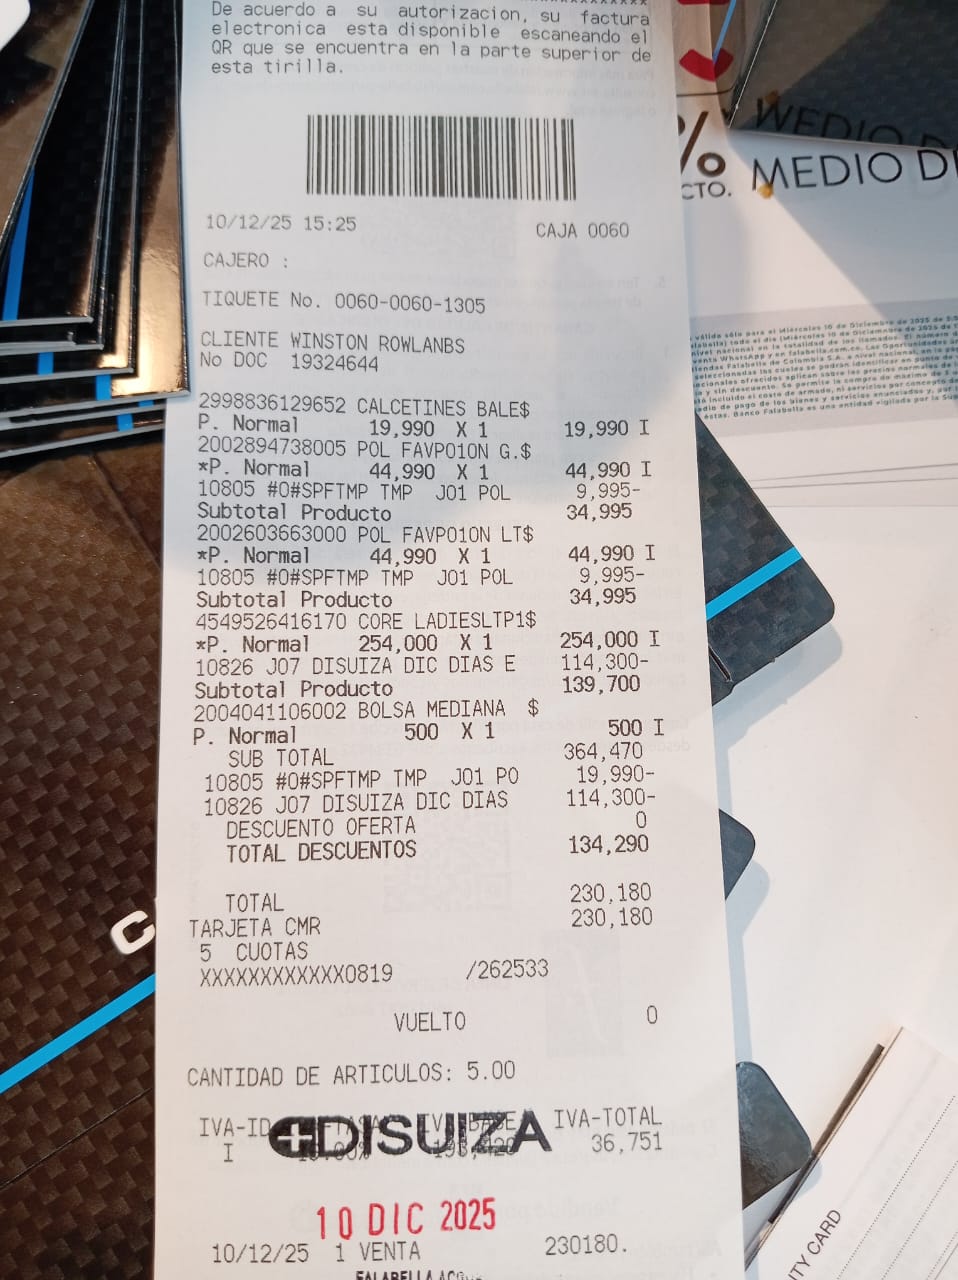 De acuerdo a su autorizacion, su factura
electronica esta disponible escaneando el
QR que se encuentra en la parte superior de
esta tirilla.
10/12/25 15:25 CAJA 0060
CAJERO :
TIQUETE No. 0060-0060-1305
CLIENTE WINSTON ROWLANBS
No DOC 19324644
2998836129652 CALCETINES BALE$
P. Normal 19,990 X 1 19,990 I
2002894738005 POL FAVPO1ON G.$
*P. Normal 44,990 X 1 44,990 I
10805 #0#SPFTMP TMP J01 POL 9,995-
Subtotal Producto 34,995
2002603663000 POL FAVPO1ON LT$
*P. Normal 44,990 X 1 44,990 I
10805 #0#SPFTMP TMP J01 POL 9,995-
Subtotal Producto 34,995
4549526416170 CORE LADIESLTP1$
*P. Normal 254,000 X 1 254,000 I
10826 J07 DISUIZA DIC DIAS E 114,300-
Subtotal Producto 139,700
2004041106002 BOLSA MEDIANA $
P. Normal 500 X 1 500 I
SUB TOTAL 364,470
10805 #0#SPFTMP TMP J01 PO 19,990-
10826 J07 DISUIZA DIC DIAS 114,300-
DESCUENTO OFERTA 0
TOTAL DESCUENTOS 134,290
TOTAL 230,180
TARJETA CMR 230,180
5 CUOTAS
XXXXXXXXXXXX0819 /262533
VUELTO 0
CANTIDAD DE ARTICULOS: 5.00
IVA-ID IVA-TOTAL
I 36,751
DISUIZA
10 DIC 2025
10/12/25 1 VENTA 230180.
MEDIO D
CTO.
ITY CARD